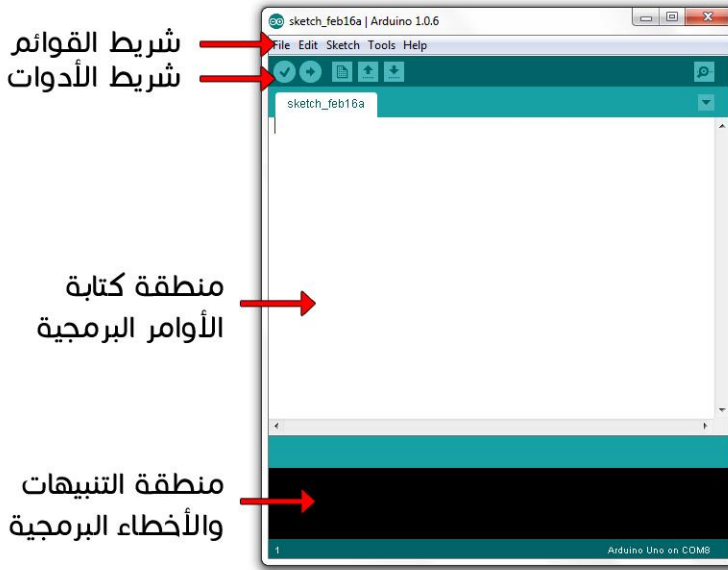 sketch_feb16a | Arduino 1.0.6
شريط القوائم
File Edit Sketch Tools Help
شريط الأدوات
sketch_feb16a
منطقة كتابة
الأوامر البرمجية
منطقة التنبيهات
والأخطاء البرمجية
1
Arduino Uno on COM8